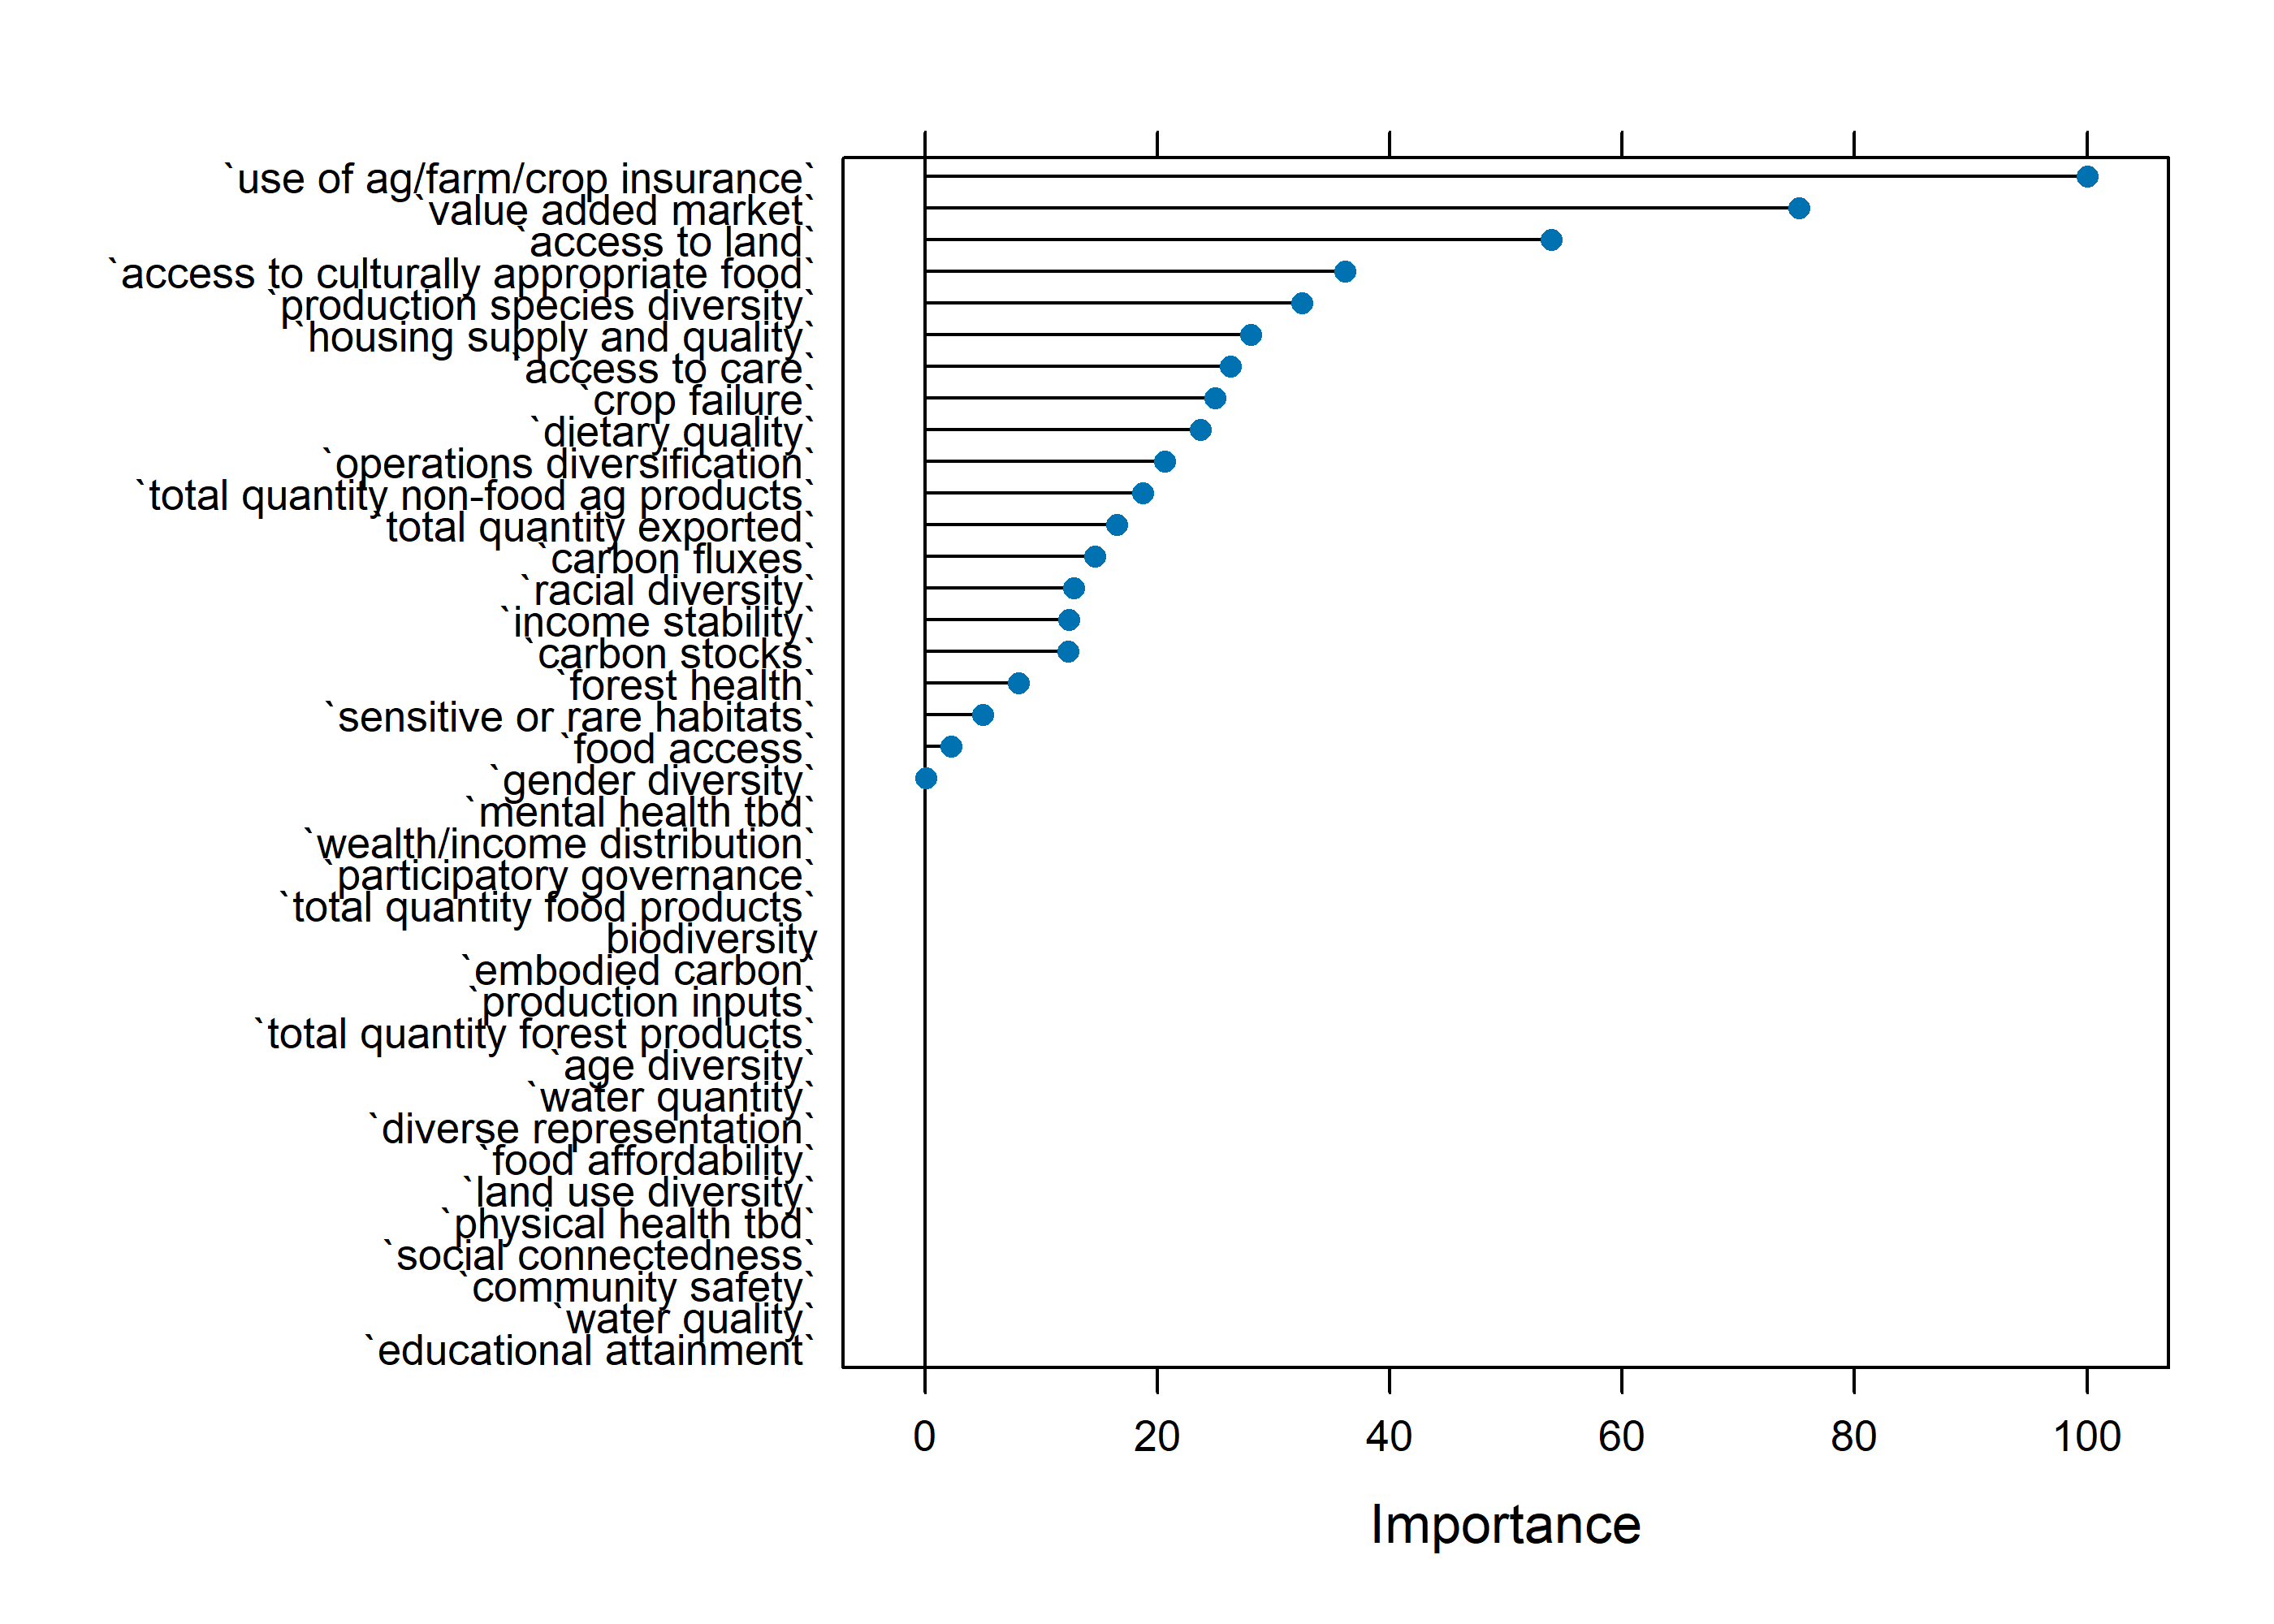 `use of ag/farm/crop insurance`
`value added market`
`access to land`
`access to culturally appropriate food`
`production species diversity`
`housing supply and quality`
`access to care`
`crop failure`
`dietary quality`
`operations diversification`
`total quantity non-food ag products`
`total quantity exported`
`carbon fluxes`
`racial diversity`
`income stability`
`carbon stocks`
`forest health`
`sensitive or rare habitats`
`food access`
`gender diversity`
`mental health tbd`
`wealth/income distribution`
`participatory governance`
`total quantity food products`
biodiversity
`embodied carbon`
`production inputs`
`total quantity forest products`
`age diversity`
`water quantity`
`diverse representation`
`food affordability`
`land use diversity`
`physical health tbd`
`social connectedness`
`community safety`
`water quality`
`educational attainment`
0 20 40 60 80 100
Importance